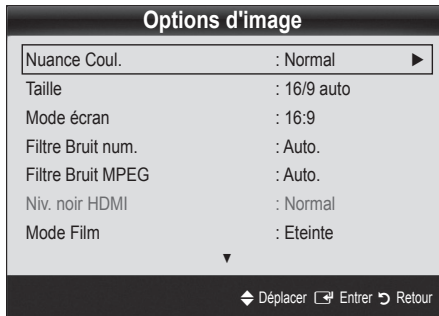 Options d'image
Nuance Coul. : Normal ►
Taille : 16/9 auto
Mode écran : 16:9
Filtre Bruit num. : Auto.
Filtre Bruit MPEG : Auto.
Niv. noir HDMI : Normal
Mode Film : Eteinte
▼
Déplacer Entrer Retour